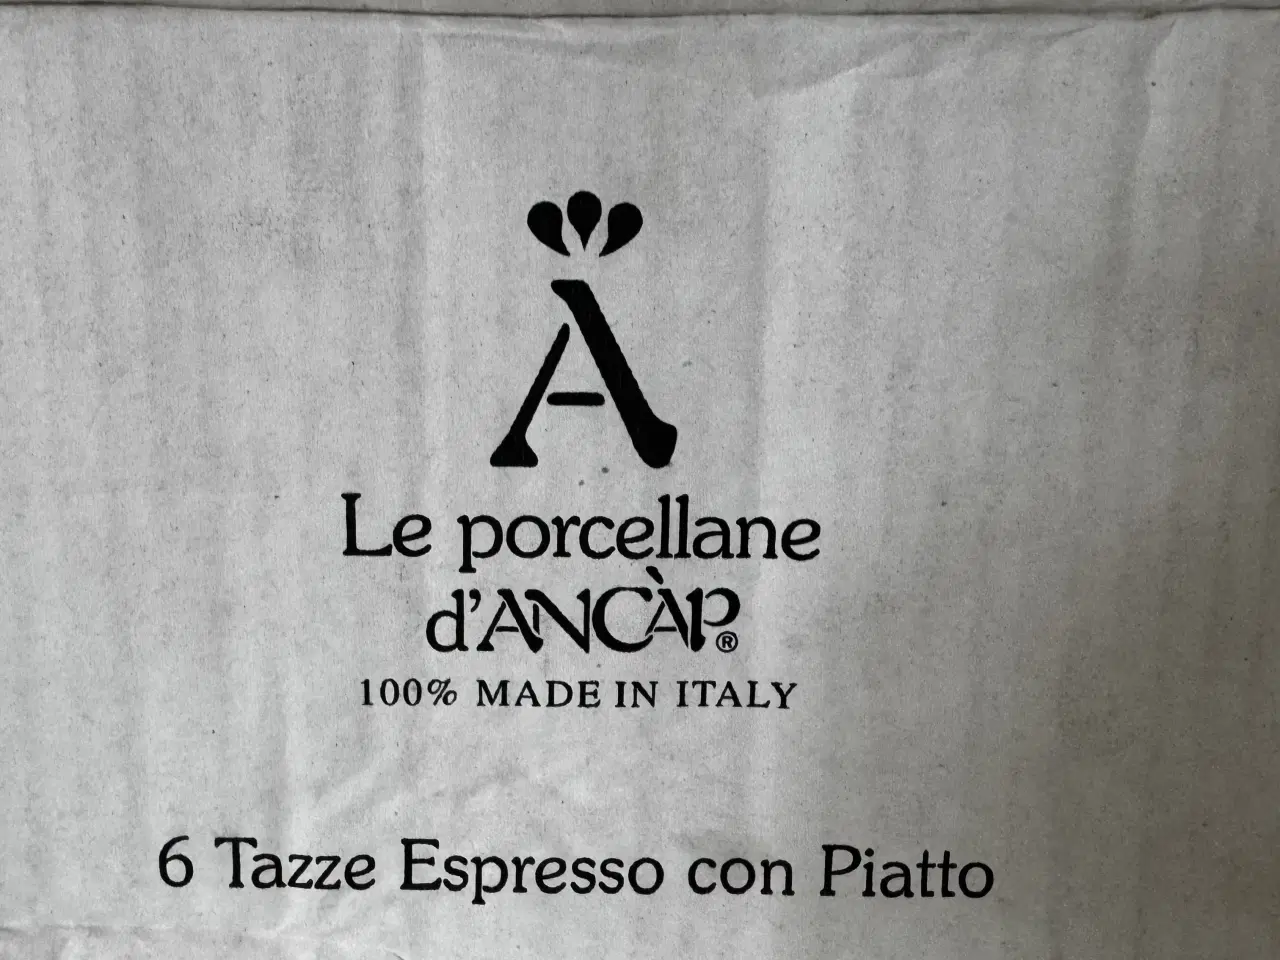 À
Le porcellane
d'ANCÀP®
100% MADE IN ITALY
6 Tazze Espresso con Piatto